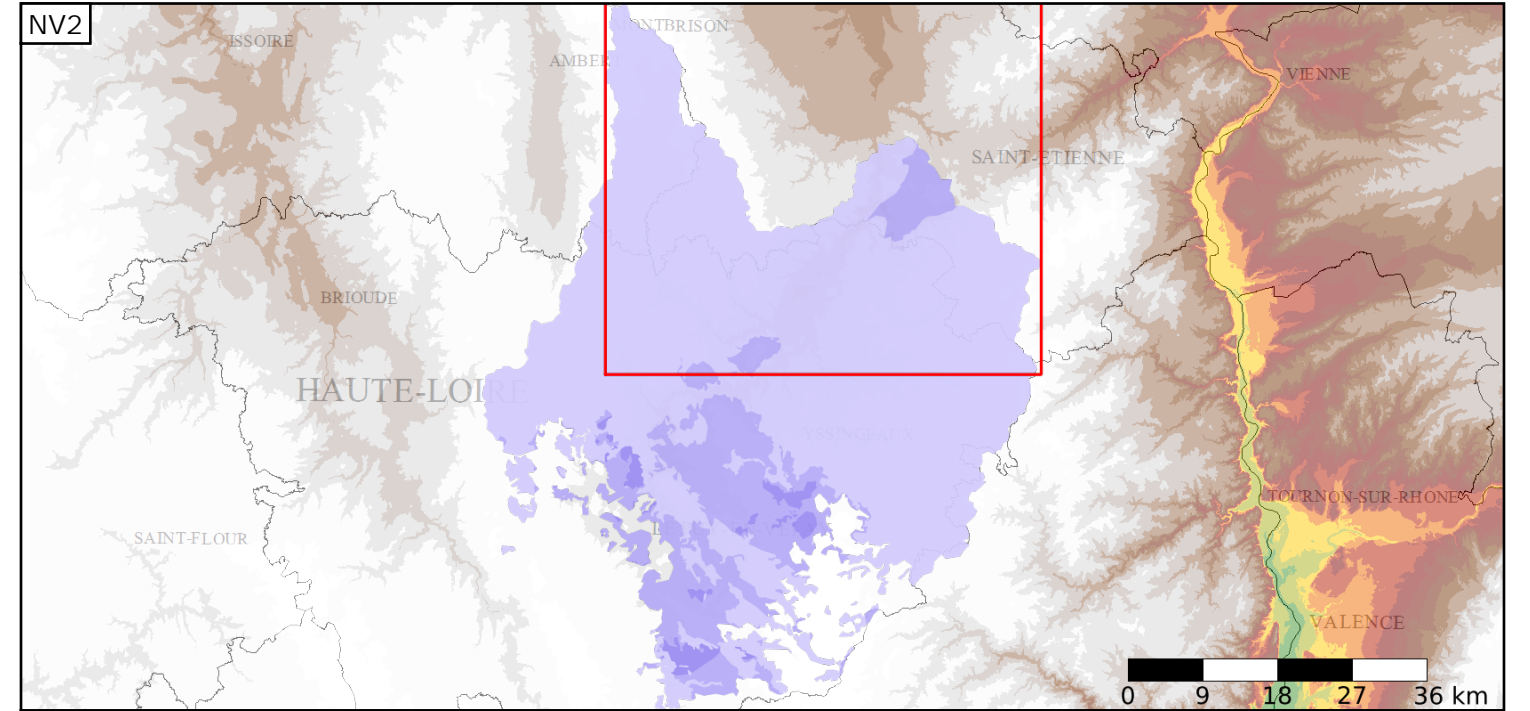 NV2
MONTBRISON
ISSOIRE
AMBERT
VIENNE
SAINT-ETIENNE
BRIOUDE
HAUTE-LOIRE
YSSINGEAUX
TOURNON-SUR-RHONE
SAINT-FLOUR
VALENCE
0 9 18 27 36 km